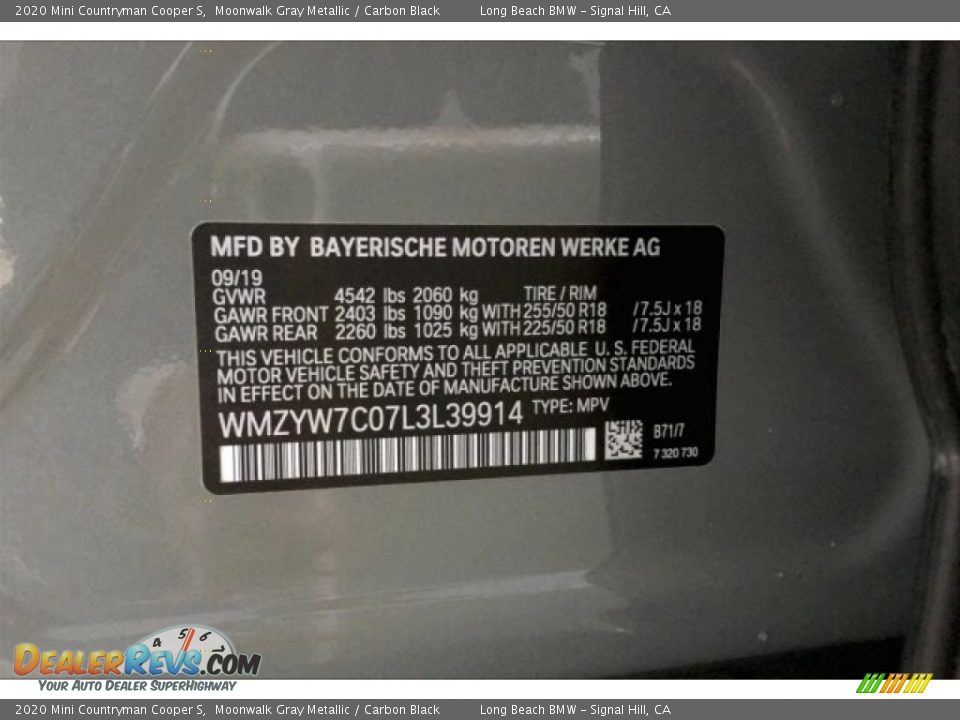 2020 Mini Countryman Cooper S, Moonwalk Gray Metallic / Carbon Black Long Beach BMW - Signal Hill, CA
MFD BY BAYERISCHE MOTOREN WERKE AG
09/19
GVWR 4542 lbs 2060 kg TIRE / RIM
GAWR FRONT 2403 lbs 1090 kg WITH 255/50 R18 /7.5J x 18
GAWR REAR 2260 lbs 1025 kg WITH 225/50 R18 /7.5J x 18
THIS VEHICLE CONFORMS TO ALL APPLICABLE U.S. FEDERAL
MOTOR VEHICLE SAFETY AND THEFT PREVENTION STANDARDS
IN EFFECT ON THE DATE OF MANUFACTURE SHOWN ABOVE.
WMZYW7C07L3L39914 TYPE: MPV
B71/7
7 320 730
4 5 6 7
DEALERREVS.COM
YOUR AUTO DEALER SUPERHIGHWAY
2020 Mini Countryman Cooper S, Moonwalk Gray Metallic / Carbon Black Long Beach BMW - Signal Hill, CA